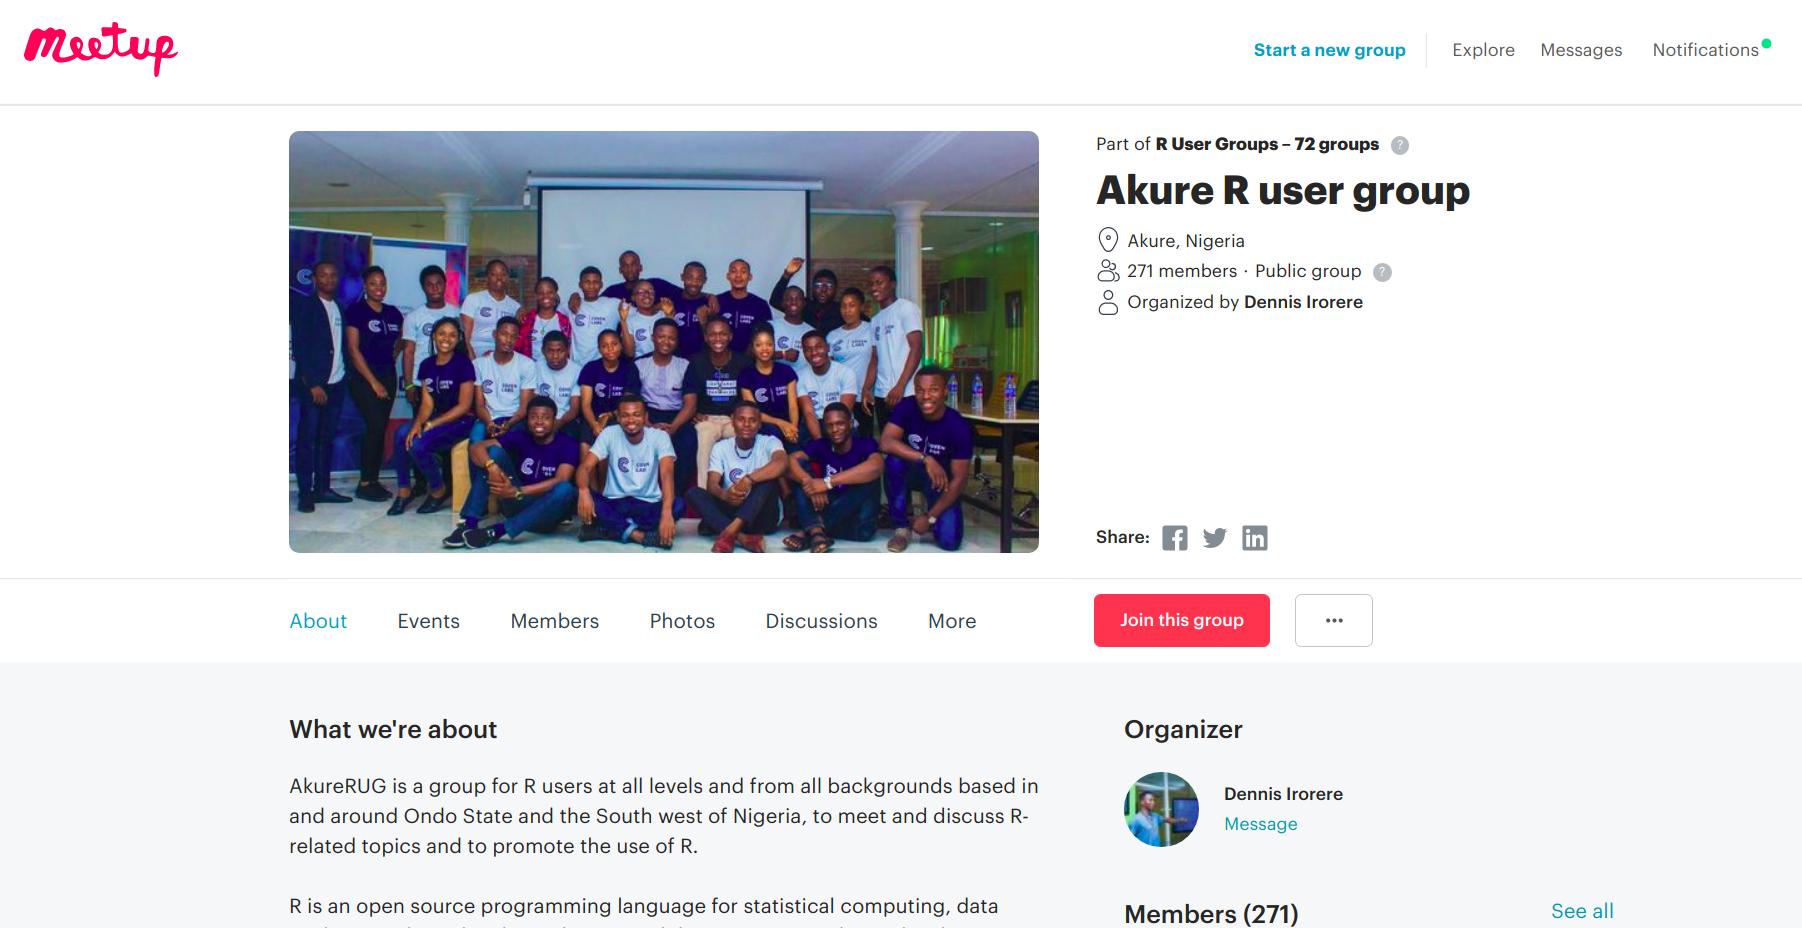 Meetup
Start a new group
Explore
Messages
Notifications
Part of R User Groups – 72 groups ?
Akure R user group
Akure, Nigeria
271 members · Public group ?
Organized by Dennis Irorere
Share:
About
Events
Members
Photos
Discussions
More
Join this group
What we're about
AkureRUG is a group for R users at all levels and from all backgrounds based in
and around Ondo State and the South west of Nigeria, to meet and discuss R-
related topics and to promote the use of R.
R is an open source programming language for statistical computing, data
Organizer
Dennis Irorere
Message
Members (271)
See all